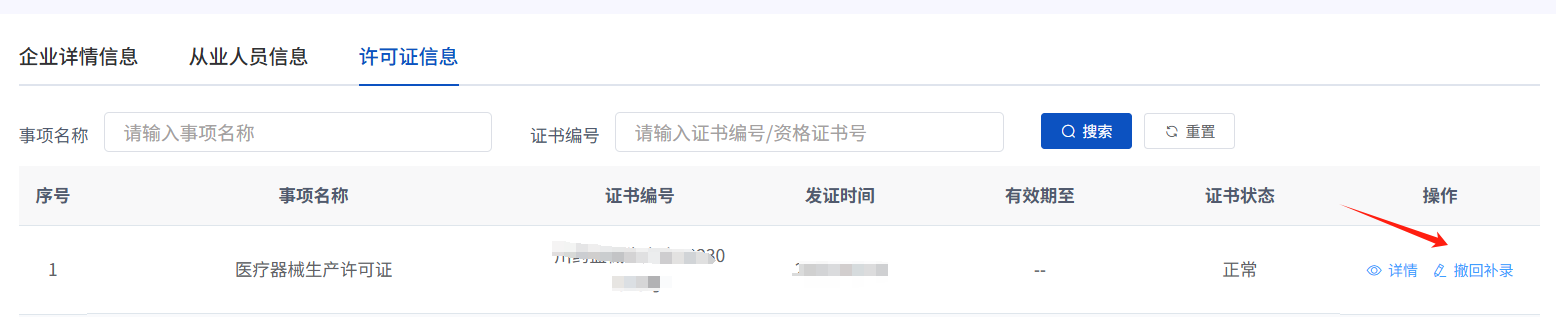 企业详情信息 从业人员信息 许可证信息
事项名称 请输入事项名称 证书编号 请输入证书编号/资格证书号 搜索 重置
序号 事项名称 证书编号 发证时间 有效期至 证书状态 操作
1 医疗器械生产许可证 -- 正常 详情 撤回补录